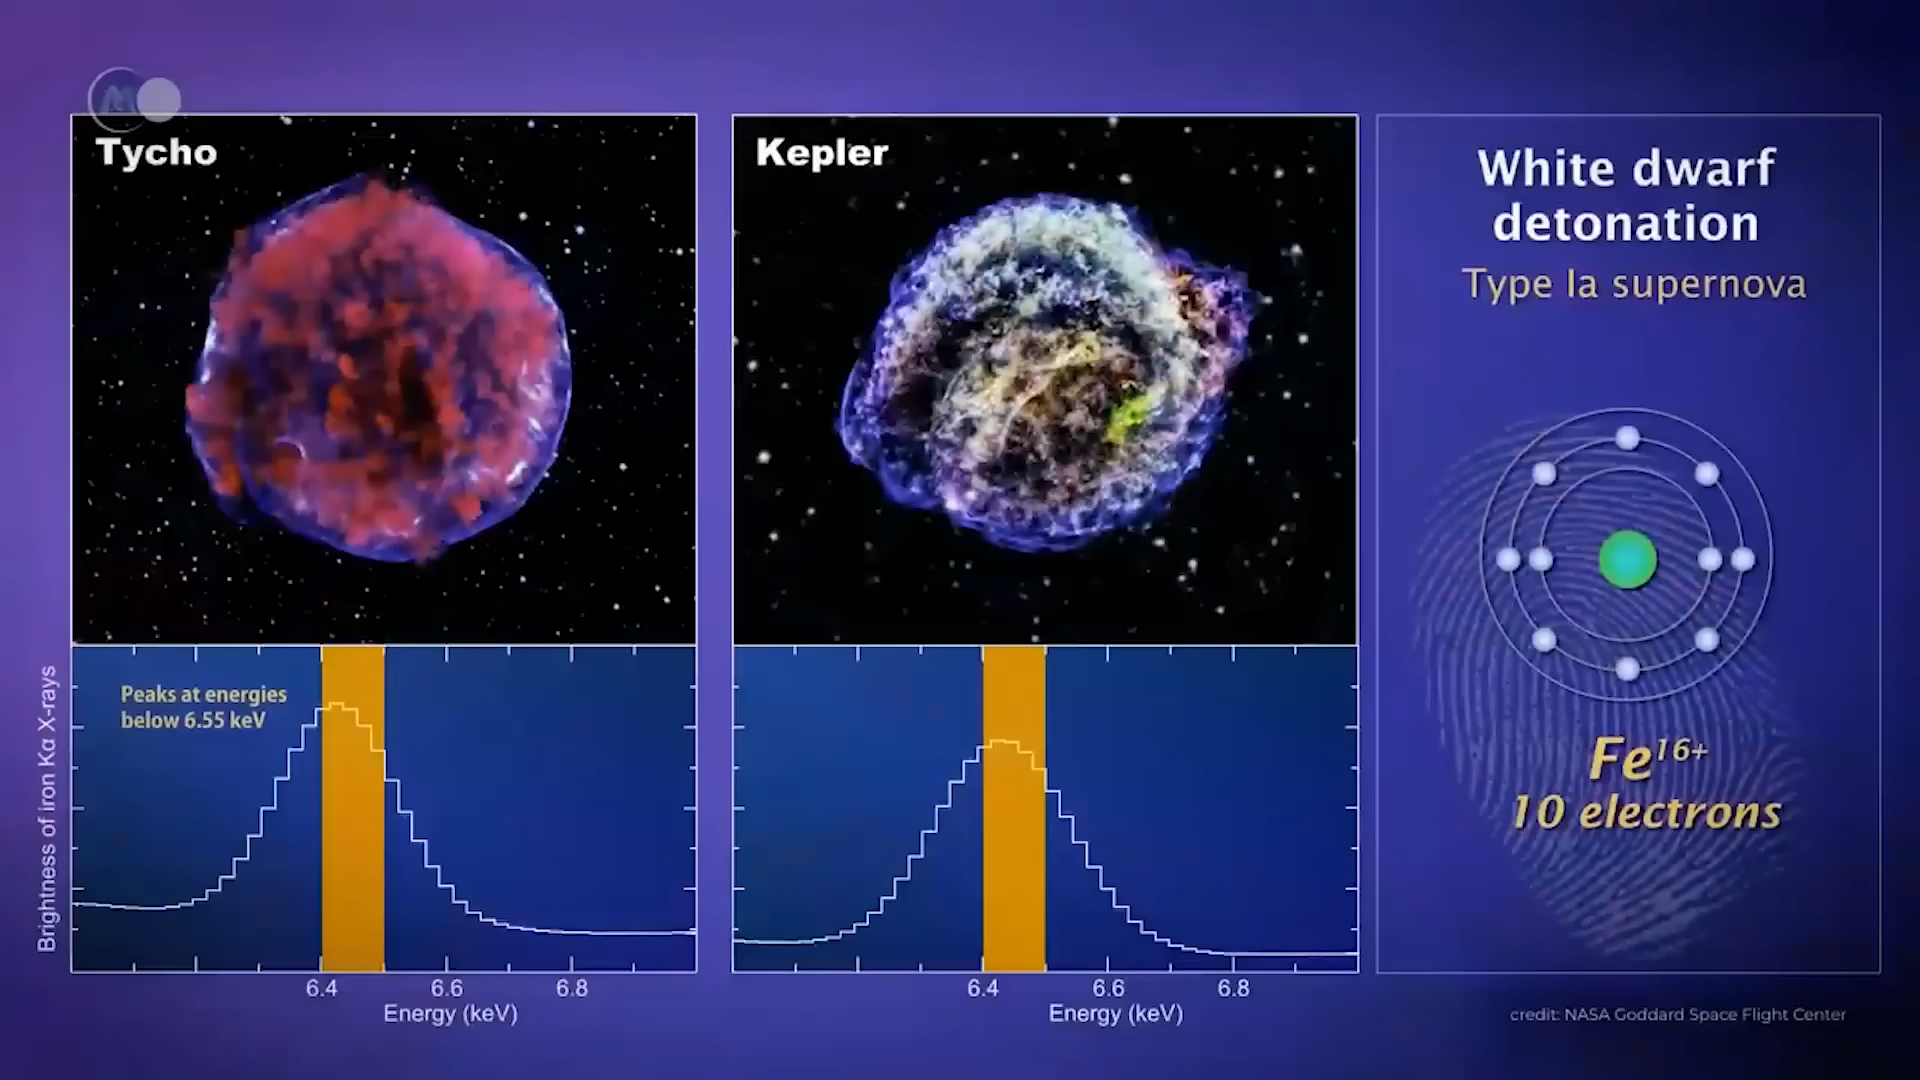 Tycho
Kepler
White dwarf
detonation
Type Ia supernova
Peaks at energies
below 6.55 keV
Brightness of iron Kα X-rays
6.4 6.6 6.8
Energy (keV)
6.4 6.6 6.8
Energy (keV)
Fe16+
10 electrons
credit: NASA Goddard Space Flight Center